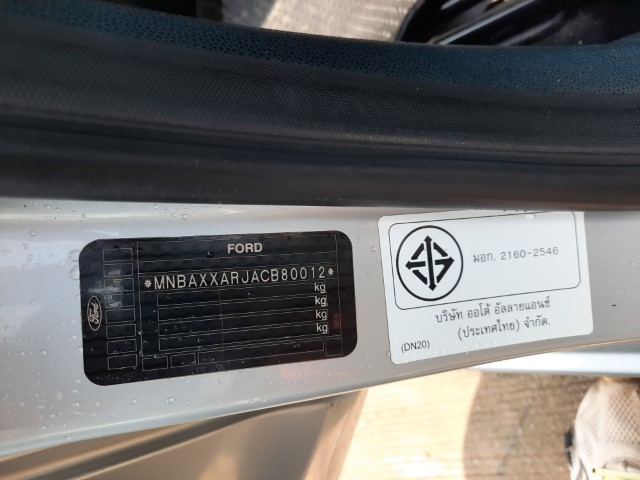 FORD
*MNBAXXARJACB80012*
kg
kg
kg
kg
Ford
มอก. 2160-2546
บริษัท ออโต้ อัลลายแอนซ์
(ประเทศไทย) จำกัด.
(DN20)